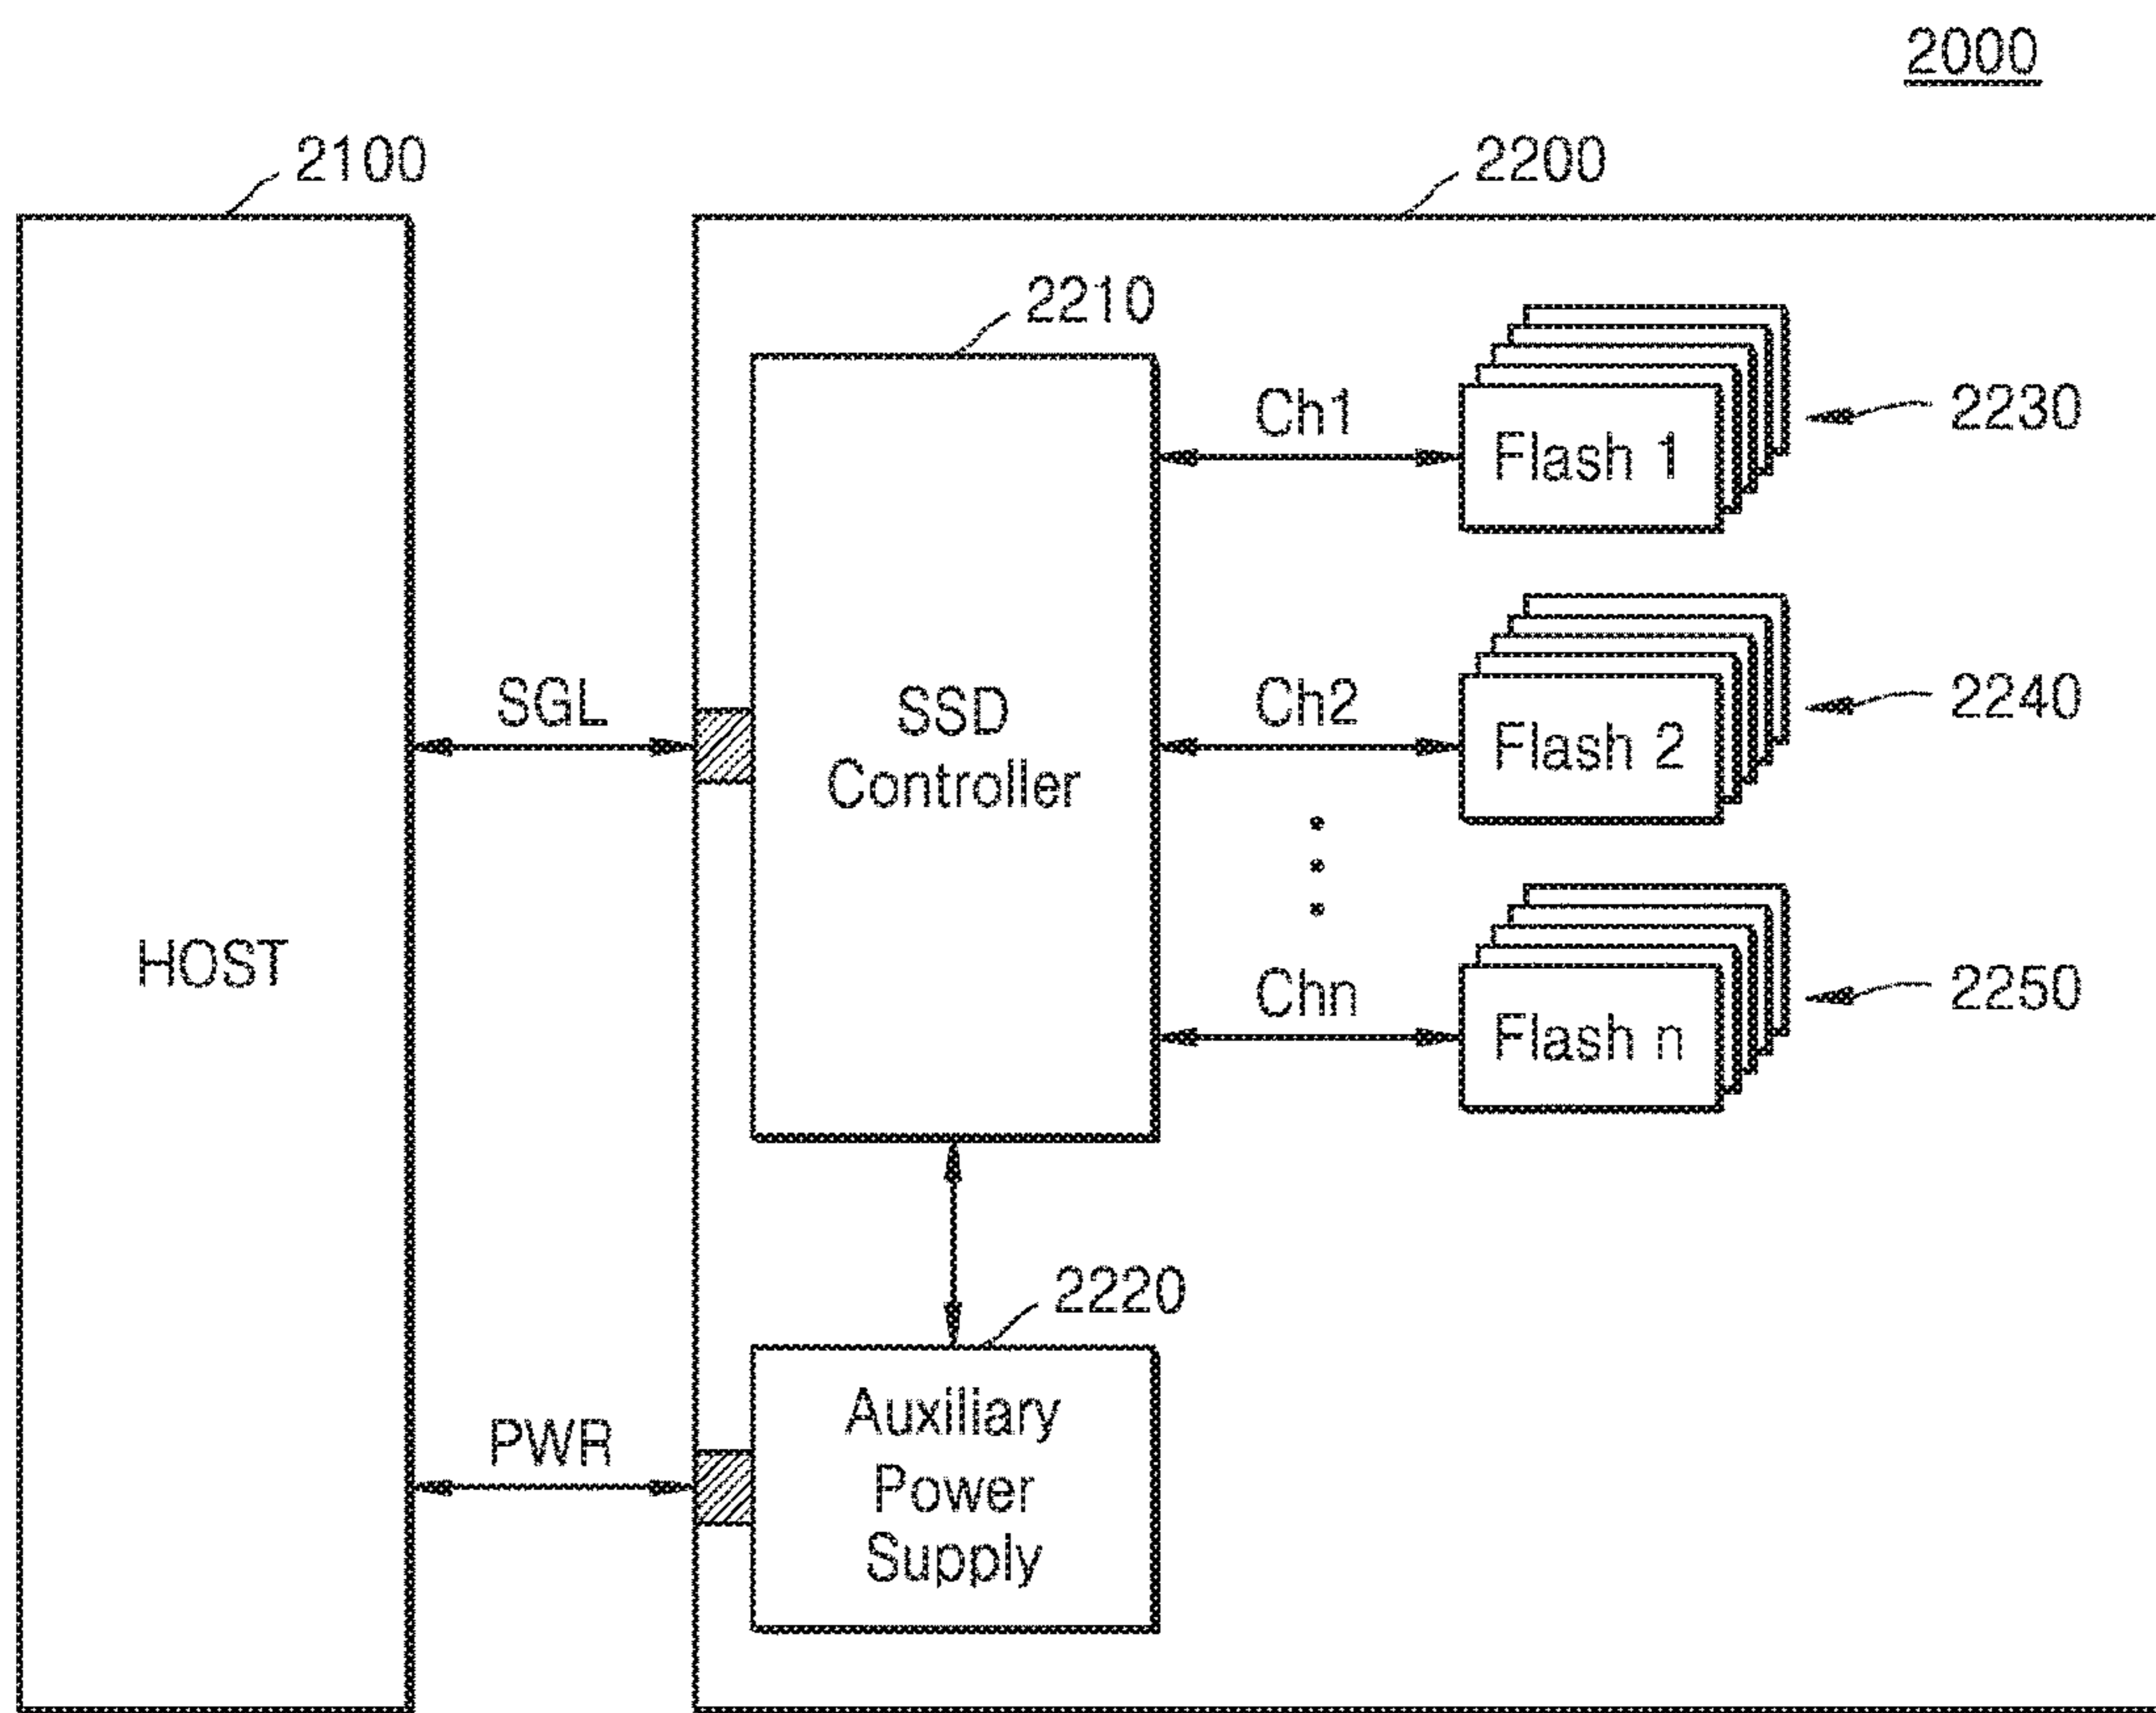 2000
2100
2200
2210
Ch1
Flash 1
2230
SGL
SSD
Controller
Ch2
Flash 2
2240
HOST
Chn
Flash n
2250
2220
PWR
Auxiliary
Power
Supply